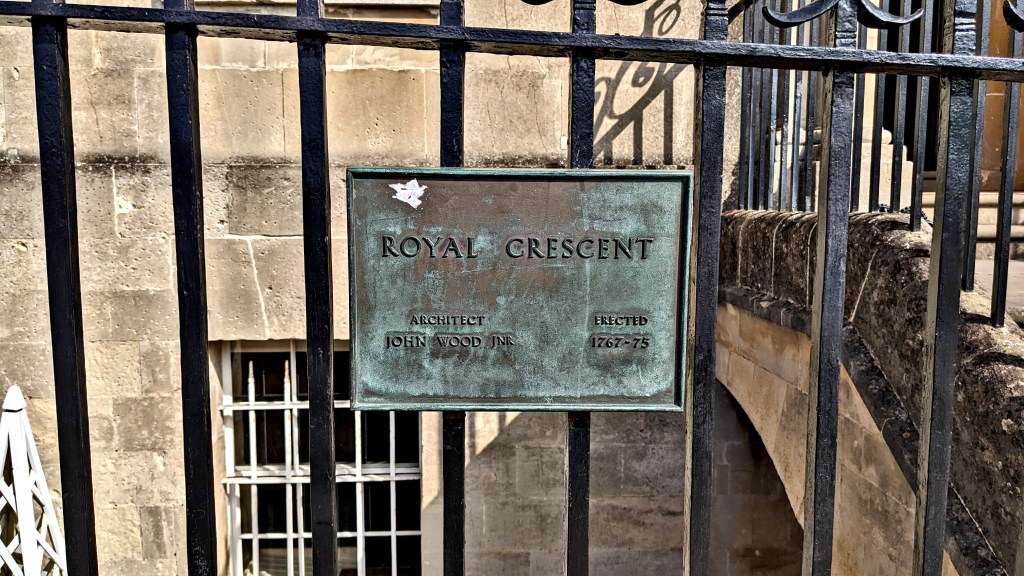 ROYAL CRESCENT
ARCHITECT
JOHN WOOD JNR
ERECTED
1767-75